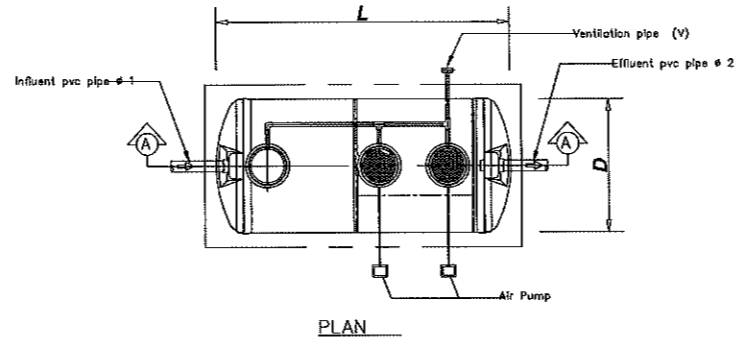 L
Ventilation pipe (V)
Influent pvc pipe ø 1
Effluent pvc pipe ø 2
A
A
D
Air Pump
PLAN